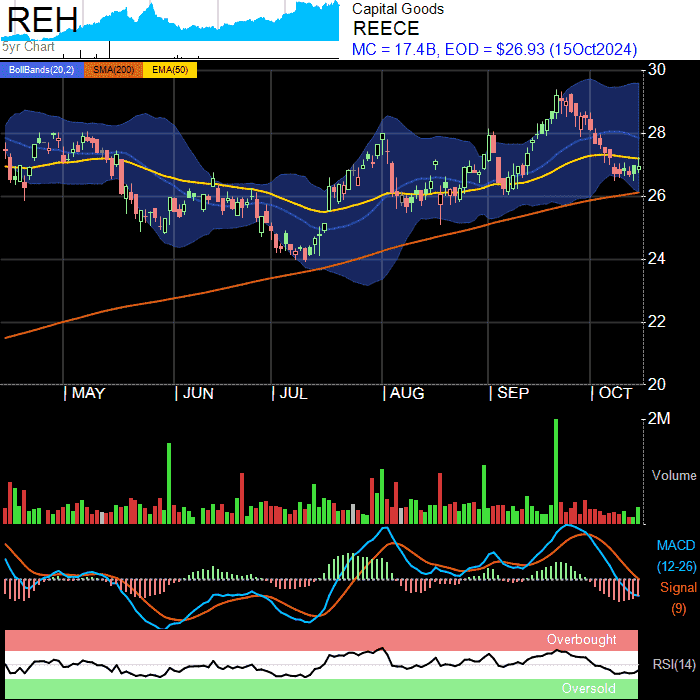 REH
5yr Chart
Capital Goods
REECE
MC = 17.4B, EOD = $26.93 (15Oct2024)
BollBands(20,2) SMA(200) EMA(50)
30
28
26
24
22
20
| MAY | JUN | JUL | AUG | SEP | OCT
2M
Volume
MACD
(12-26)
Signal
(9)
Overbought
RSI(14)
Oversold